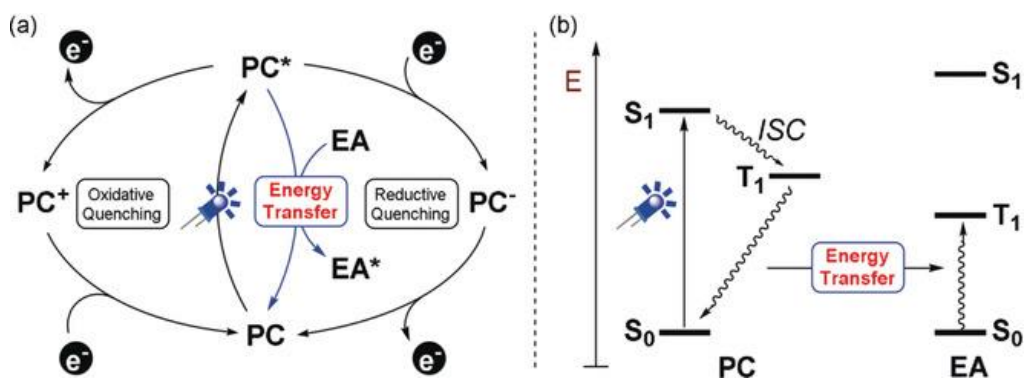 (a)
e-
e-
PC*
EA
PC+
Oxidative
Quenching
Energy
Transfer
Reductive
Quenching
PC-
EA*
PC
e-
e-
(b)
E
S1
S1
ISC
T1
T1
Energy
Transfer
S0
S0
PC
EA